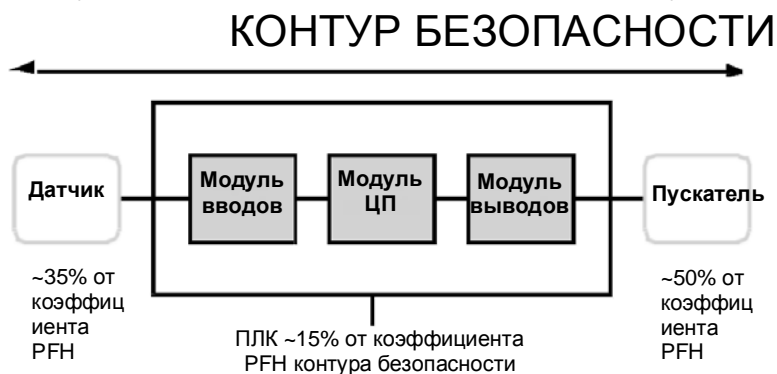 КОНТУР БЕЗОПАСНОСТИ
Датчик
Модуль
вводов
Модуль
ЦП
Модуль
выводов
Пускатель
~35% от
коэффиц
иента
PFH
ПЛК ~15% от коэффициента
PFH контура безопасности
~50% от
коэффиц
иента
PFH